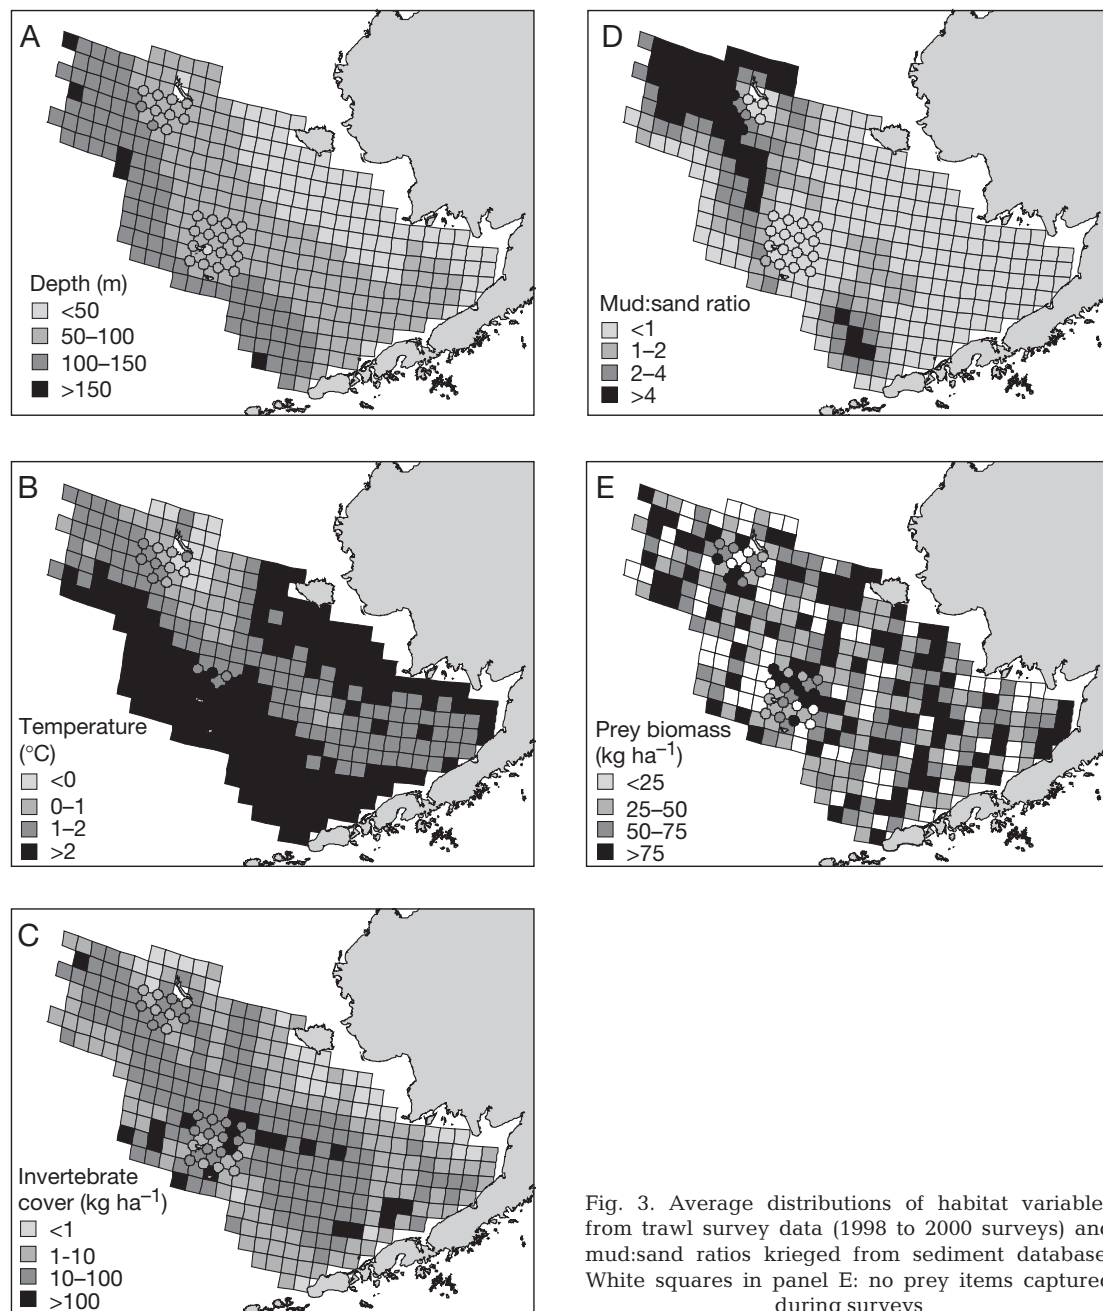 A
Depth (m)
<50
50–100
100–150
>150
B
Temperature
(°C)
<0
0–1
1–2
>2
C
Invertebrate
cover (kg ha⁻¹)
<1
1-10
10–100
>100
D
Mud:sand ratio
<1
1–2
2–4
>4
E
Prey biomass
(kg ha⁻¹)
<25
25–50
50–75
>75
Fig. 3. Average distributions of habitat variable
from trawl survey data (1998 to 2000 surveys) and
mud:sand ratios krieged from sediment database
White squares in panel E: no prey items captured
during surveys